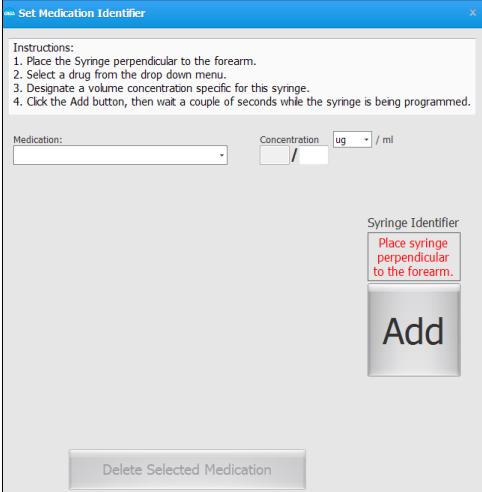 Set Medication Identifier
x
Instructions:
1. Place the Syringe perpendicular to the forearm.
2. Select a drug from the drop down menu.
3. Designate a volume concentration specific for this syringe.
4. Click the Add button, then wait a couple of seconds while the syringe is being programmed.
Medication:
Concentration ug / ml
/
Syringe Identifier
Place syringe
perpendicular
to the forearm.
Add
Delete Selected Medication